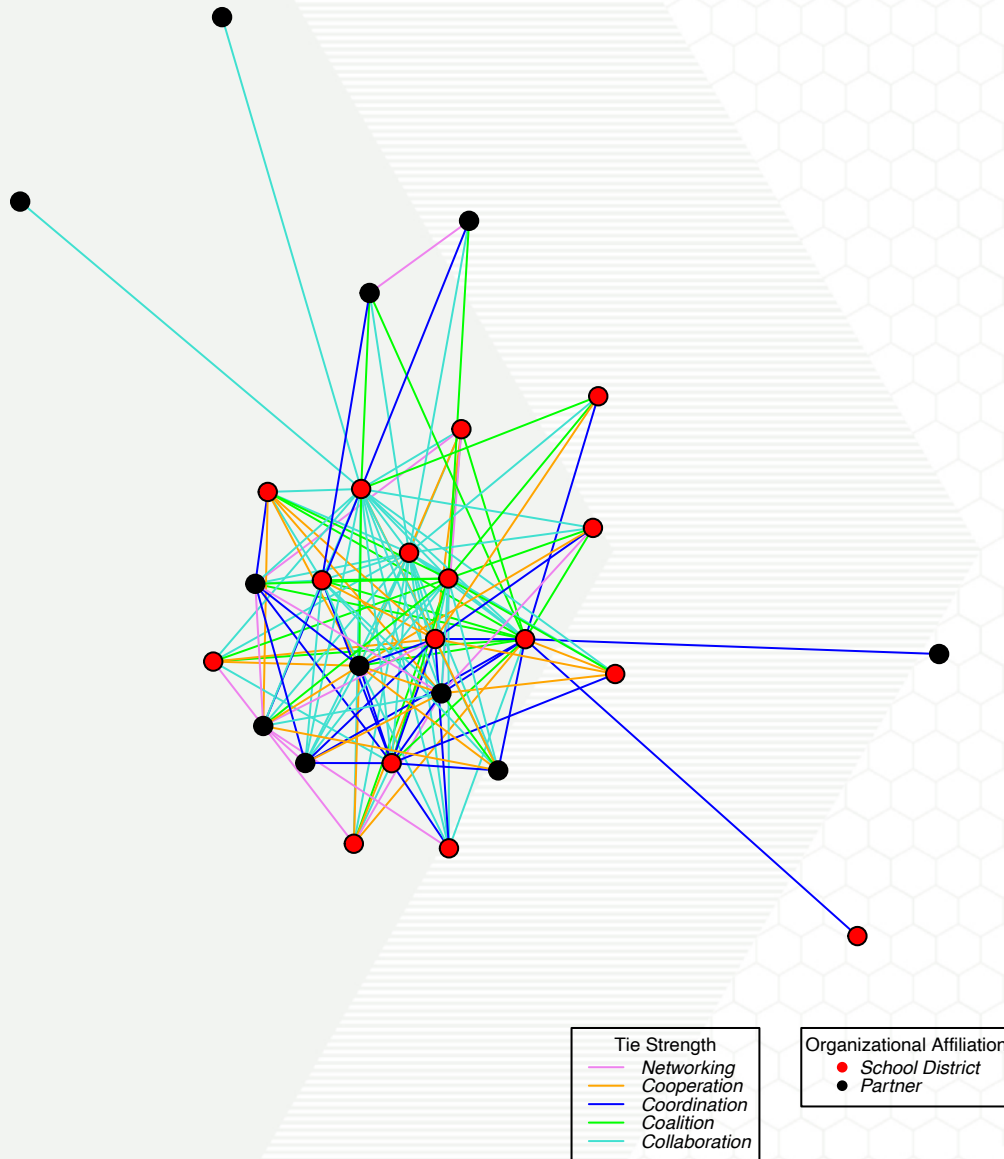 Tie Strength
Networking
Cooperation
Coordination
Coalition
Collaboration
Organizational Affiliation
School District
Partner